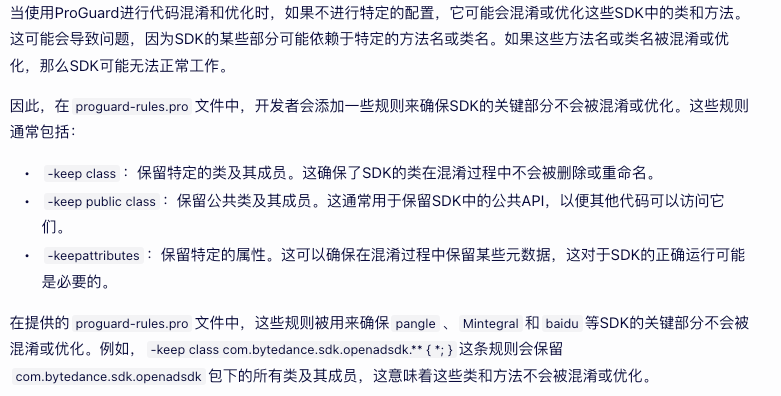 当使用ProGuard进行代码混淆和优化时，如果不进行特定的配置，它可能会混淆或优化这些SDK中的类和方法。
这可能会导致问题，因为SDK的某些部分可能依赖于特定的方法名或类名。如果这些方法名或类名被混淆或优
化，那么SDK可能无法正常工作。
因此，在 proguard-rules.pro 文件中，开发者会添加一些规则来确保SDK的关键部分不会被混淆或优化。这些规则
通常包括：
• -keep class ：保留特定的类及其成员。这确保了SDK的类在混淆过程中不会被删除或重命名。
• -keep public class ：保留公共类及其成员。这通常用于保留SDK中的公共API，以便其他代码可以访问它
们。
• -keepattributes ：保留特定的属性。这可以确保在混淆过程中保留某些元数据，这对于SDK的正确运行可能
是必要的。
在提供的 proguard-rules.pro 文件中，这些规则被用来确保 pangle 、 Mintegral 和 baidu 等SDK的关键部分不会被
混淆或优化。例如， -keep class com.bytedance.sdk.openadsdk.** { *; } 这条规则会保留
com.bytedance.sdk.openadsdk 包下的所有类及其成员，这意味着这些类和方法不会被混淆或优化。